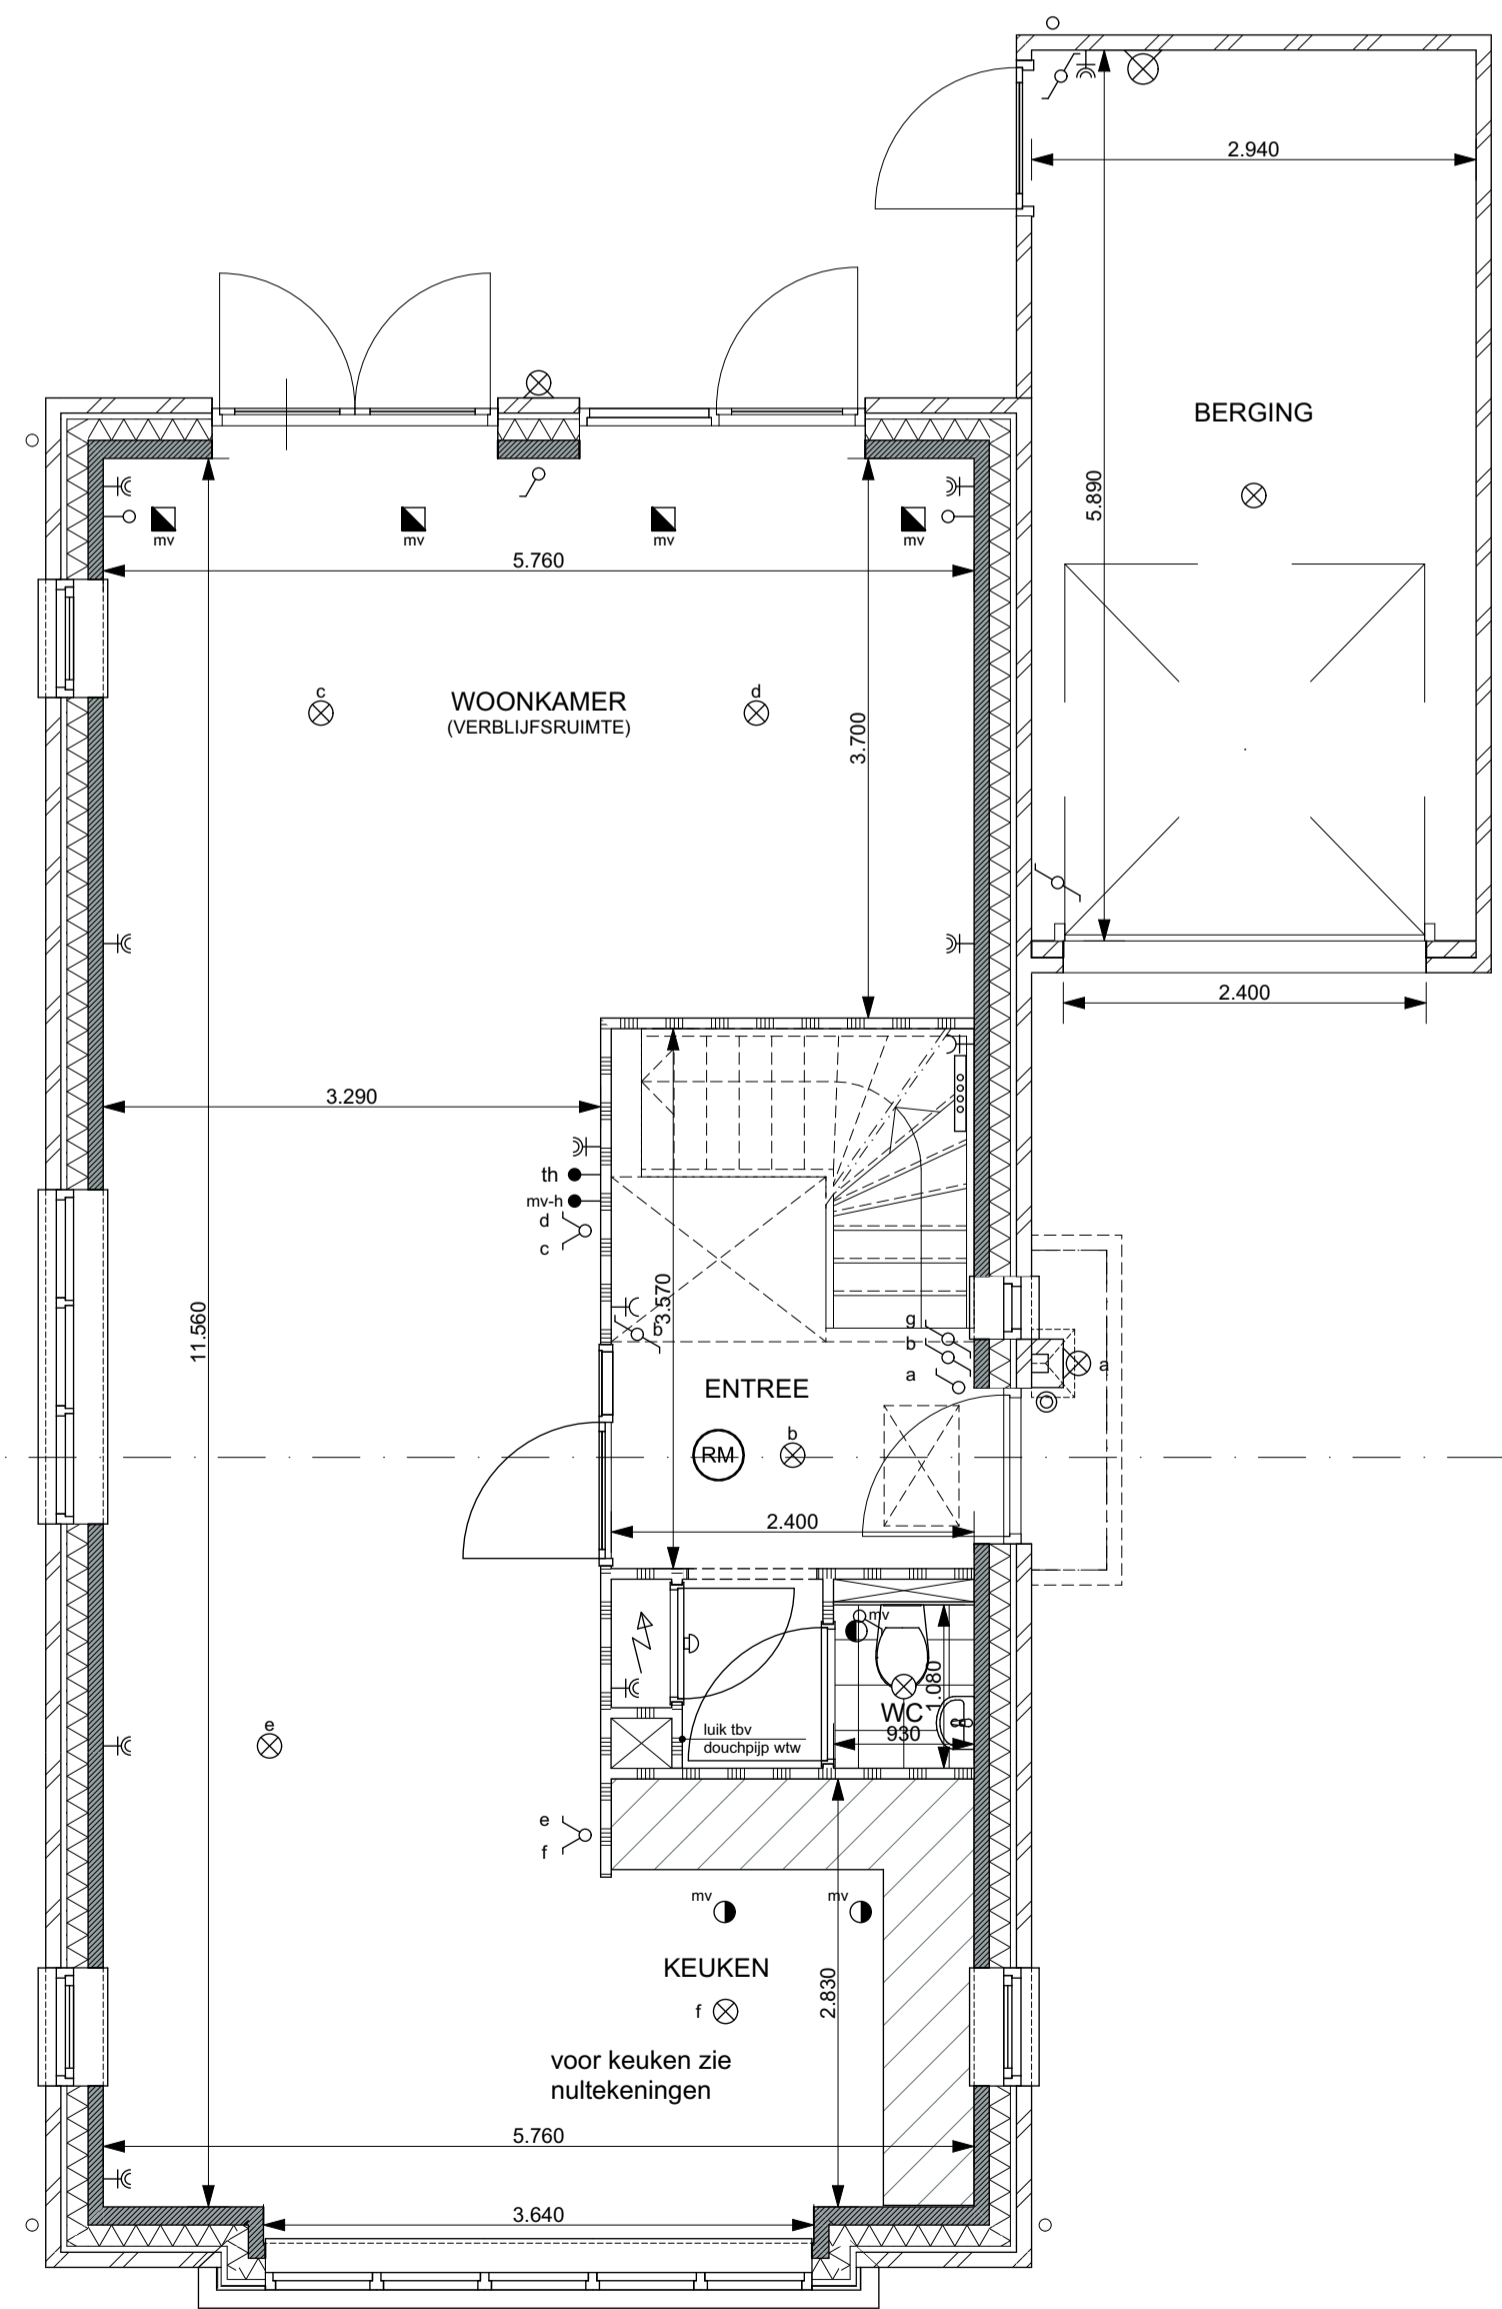 2.940
BERGING
5.890
mv
mv
mv
mv
5.760
c
WOONKAMER
d
(VERBLIJFSRUIMTE)
3.700
2.400
3.290
th
mv-h
d
c
3.570
b
11.560
g
b
a
a
ENTREE
RM
b
2.400
mv
1.080
WC
930
luik tbv
douchpijp wtw
e
e
f
mv
mv
KEUKEN
f
2.830
voor keuken zie
nultekeningen
5.760
3.640